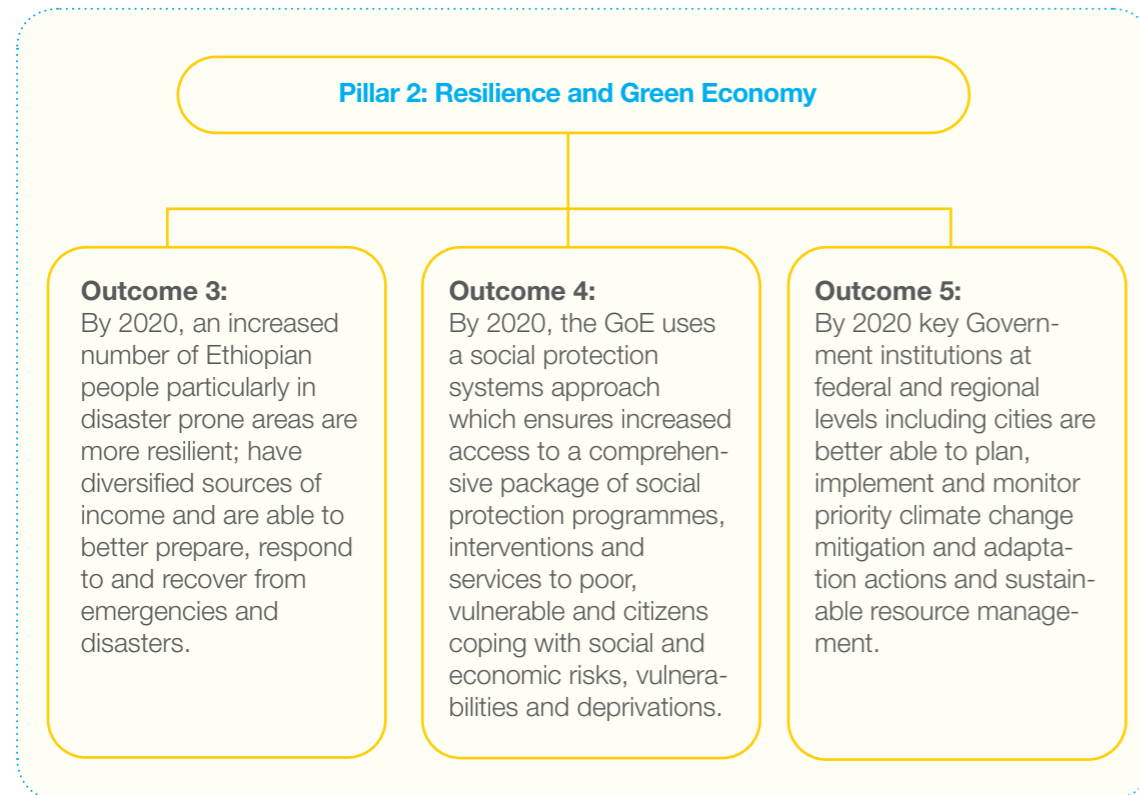 Pillar 2: Resilience and Green Economy
Outcome 3:
By 2020, an increased
number of Ethiopian
people particularly in
disaster prone areas are
more resilient; have
diversified sources of
income and are able to
better prepare, respond
to and recover from
emergencies and
disasters.
Outcome 4:
By 2020, the GoE uses
a social protection
systems approach
which ensures increased
access to a comprehen-
sive package of social
protection programmes,
interventions and
services to poor,
vulnerable and citizens
coping with social and
economic risks, vulnera-
bilities and deprivations.
Outcome 5:
By 2020 key Govern-
ment institutions at
federal and regional
levels including cities are
better able to plan,
implement and monitor
priority climate change
mitigation and adapta-
tion actions and sustain-
able resource manage-
ment.